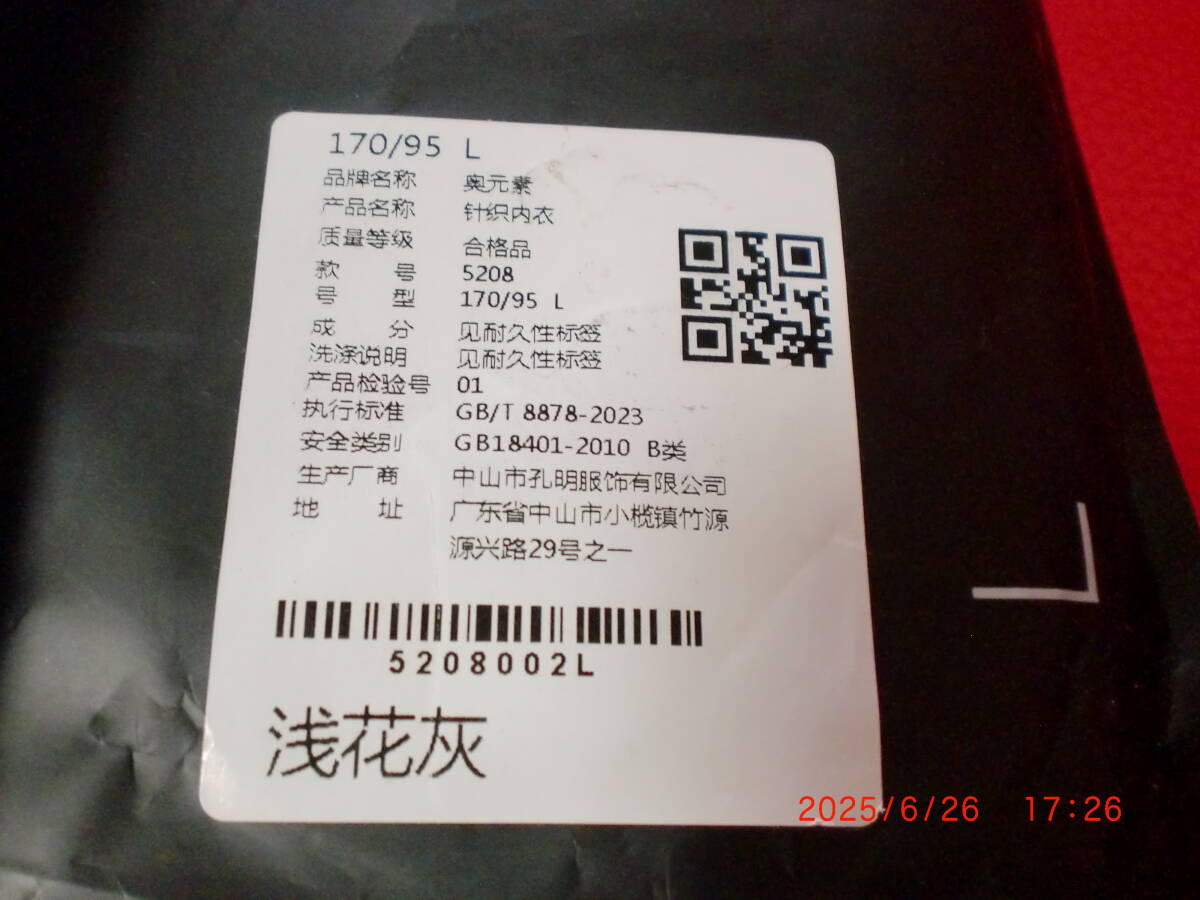 170/95 L
品牌名称 奥元素
产品名称 针织内衣
质量等级 合格品
款 号 5208
号 型 170/95 L
成 分 见耐久性标签
洗涤说明 见耐久性标签
产品检验号 01
执行标准 GB/T 8878-2023
安全类别 GB18401-2010 B类
生产厂商 中山市孔明服饰有限公司
地 址 广东省中山市小榄镇竹源
源兴路29号之一
5208002L
浅花灰
L
2025/6/26 17:26